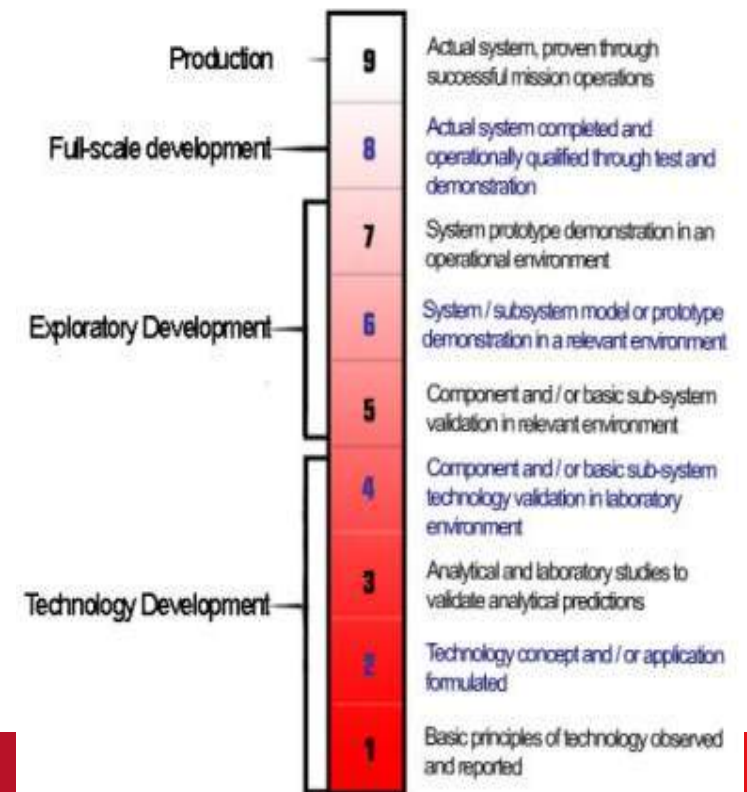 Production
9
Actual system, proven through
successful mission operations
Full-scale development
8
Actual system completed and
operationally qualified through test and
demonstration
7
System prototype demonstration in an
operational environment
Exploratory Development
6
System / subsystem model or prototype
demonstration in a relevant environment
5
Component and / or basic sub-system
validation in relevant environment
4
Component and / or basic sub-system
technology validation in laboratory
environment
Technology Development
3
Analytical and laboratory studies to
validate analytical predictions
2
Technology concept and / or application
formulated
1
Basic principles of technology observed
and reported